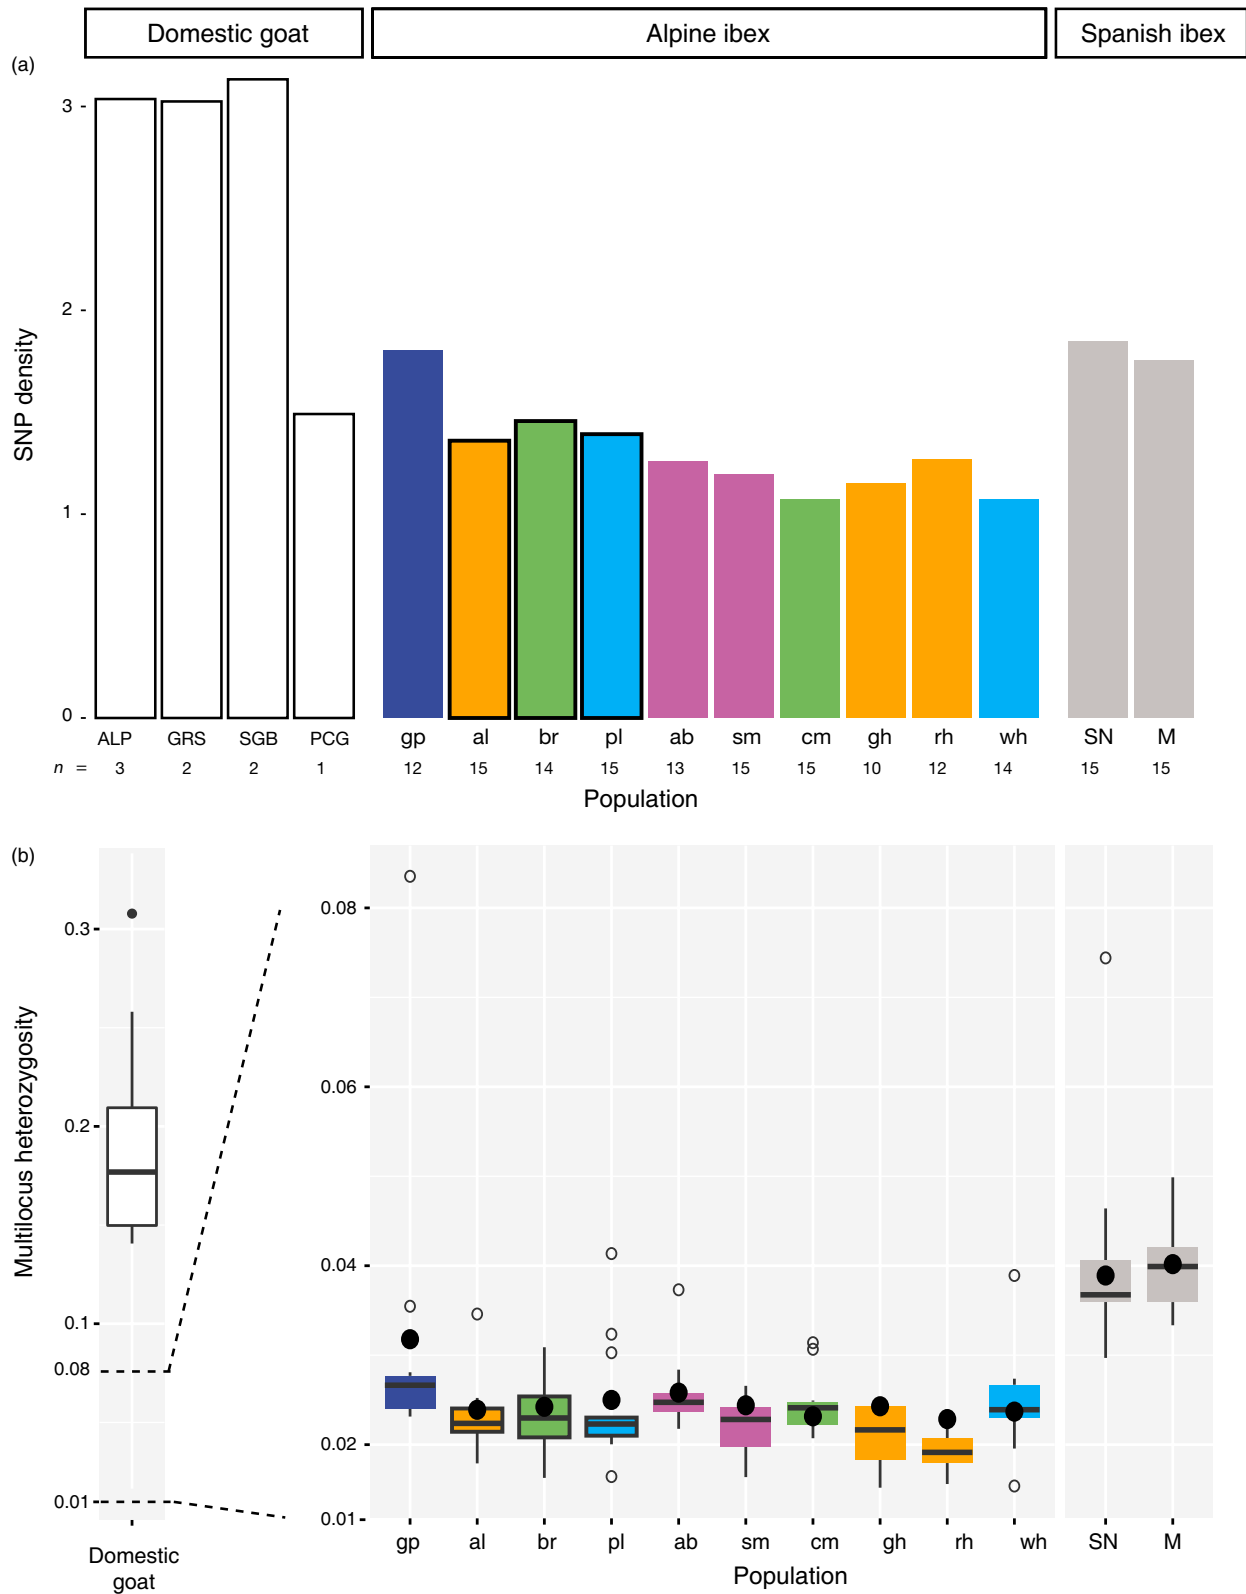 Domestic goat Alpine ibex Spanish ibex
(a)
SNP density
3
2
1
0
ALP GRS SGB PCG gp al br pl ab sm cm gh rh wh SN M
n = 3 2 2 1 12 15 14 15 13 15 15 10 12 14 15 15
Population
(b)
Multilocus heterozygosity
0.3
0.2
0.1
0.08
0.01
Domestic
goat
0.08
0.06
0.04
0.02
0.01
gp al br pl ab sm cm gh rh wh SN M
Population